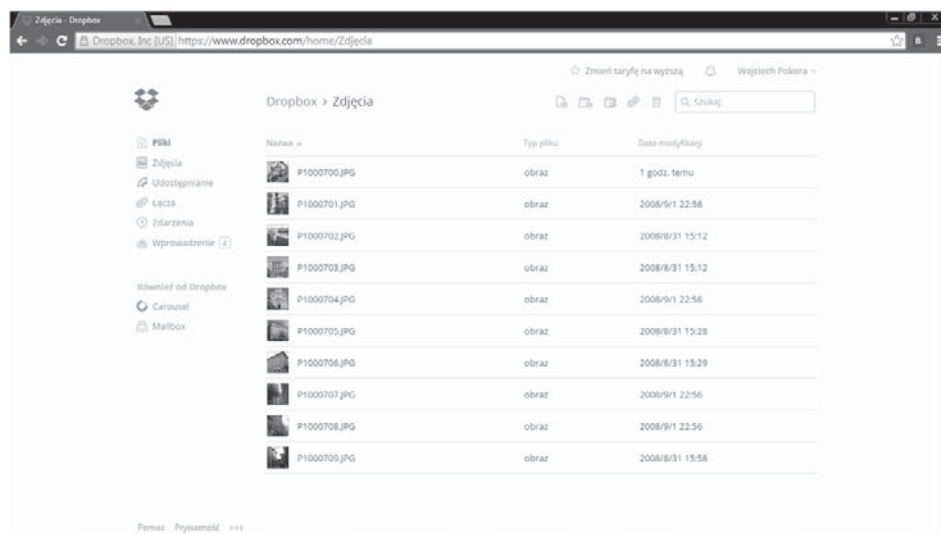 Zdjęcia - Dropbox
Dropbox, Inc [US] https://www.dropbox.com/home/Zdjęcia
Zmień taryfę na wyższą Wojciech Pokora
Dropbox > Zdjęcia
Szukaj
Pliki
Zdjęcia
Udostępnianie
Łącza
Zdarzenia
Wprowadzenie 2
Również od Dropbox
Carousel
Mailbox
Nazwa Typ pliku Data modyfikacji
P1000700.JPG obraz 1 godz. temu
P1000701.JPG obraz 2008/9/1 22:56
P1000702.JPG obraz 2008/8/31 15:12
P1000703.JPG obraz 2008/8/31 15:12
P1000704.JPG obraz 2008/9/1 22:56
P1000705.JPG obraz 2008/8/31 15:28
P1000706.JPG obraz 2008/8/31 15:29
P1000707.JPG obraz 2008/9/1 22:56
P1000708.JPG obraz 2008/9/1 22:56
P1000709.JPG obraz 2008/8/31 15:58
Pomoc Prywatność